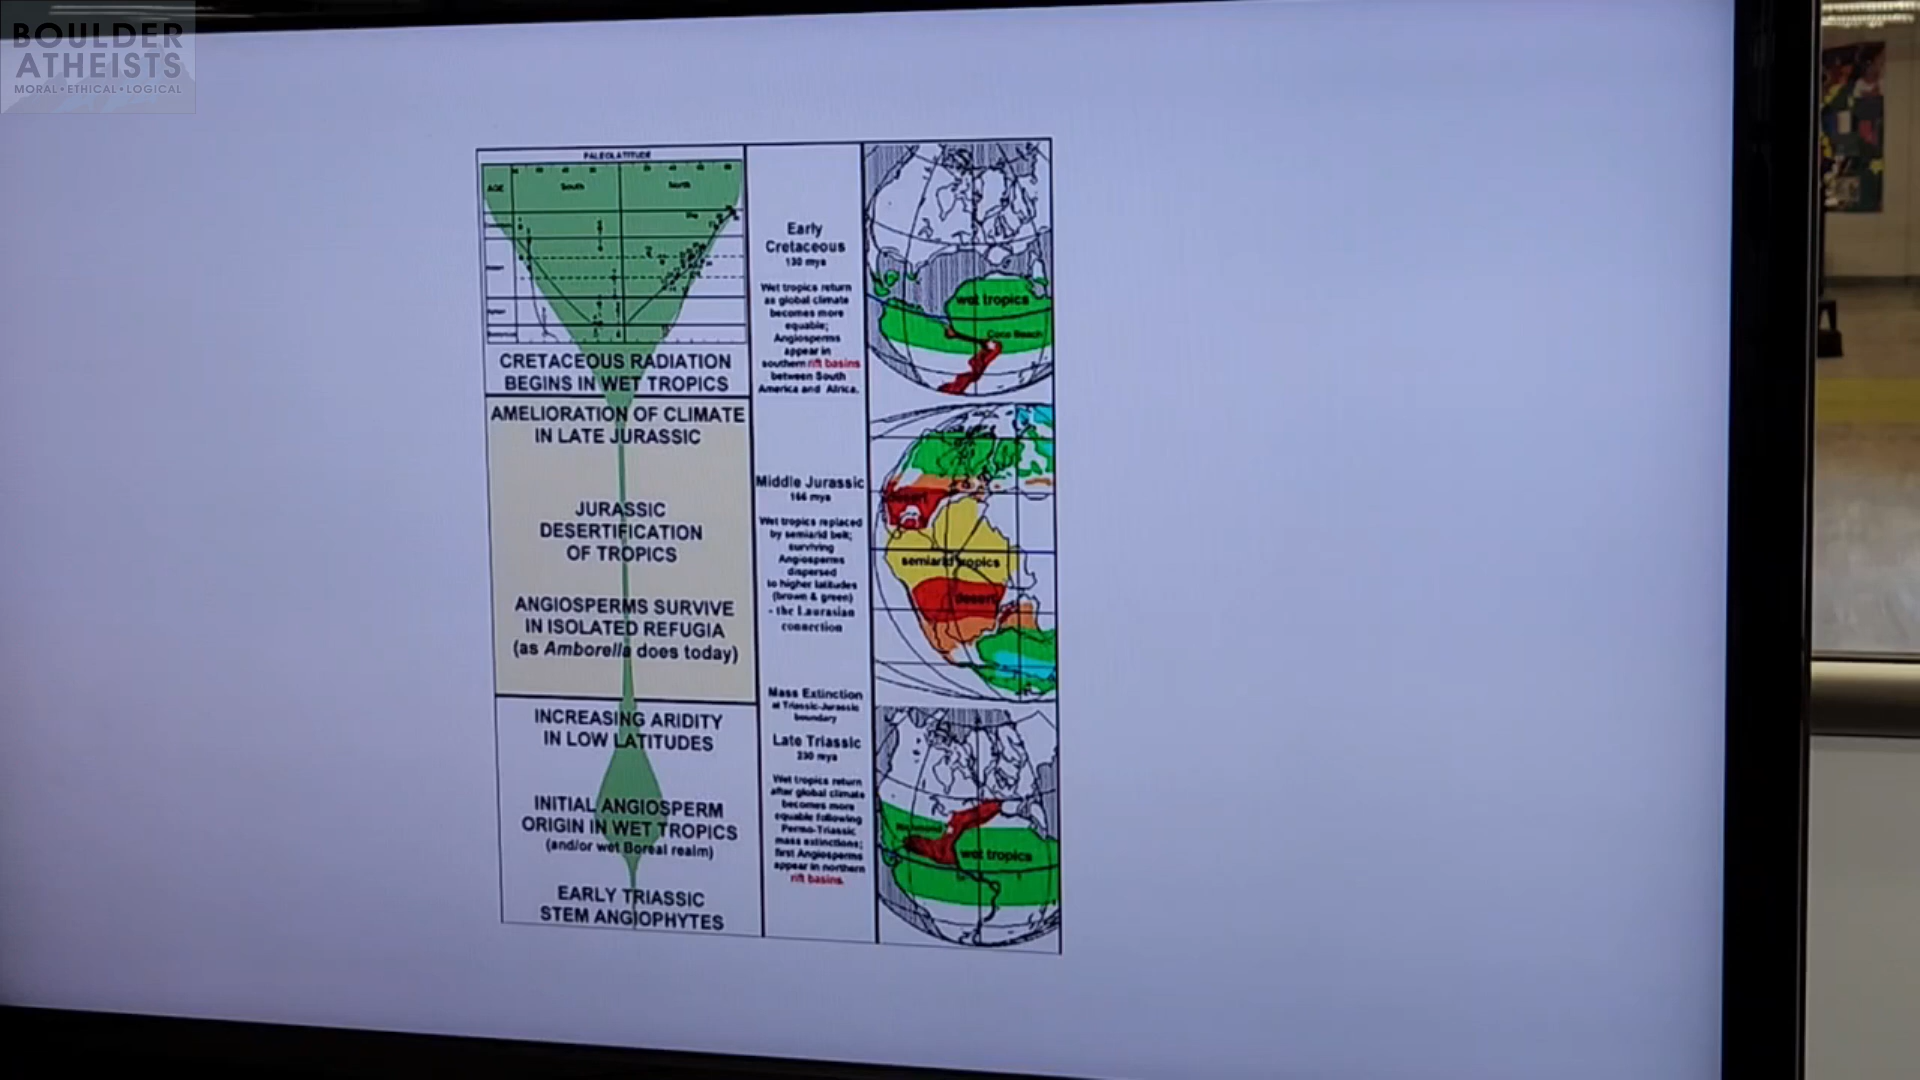 BOULDER
ATHEISTS
MORAL • ETHICAL • LOGICAL
PALEOLATITUDE
AGE
South
North
CRETACEOUS RADIATION
BEGINS IN WET TROPICS
AMELIORATION OF CLIMATE
IN LATE JURASSIC
JURASSIC
DESERTIFICATION
OF TROPICS
ANGIOSPERMS SURVIVE
IN ISOLATED REFUGIA
(as Amborella does today)
INCREASING ARIDITY
IN LOW LATITUDES
INITIAL ANGIOSPERM
ORIGIN IN WET TROPICS
(and/or wet Boreal realm)
EARLY TRIASSIC
STEM ANGIOPHYTES
Early
Cretaceous
130 mya
Wet tropics return
as global climate
becomes more
equable;
Angiosperms
appear in
southern rift basins
between South
America and Africa.
Middle Jurassic
166 mya
Wet tropics replaced
by semiarid belt;
surviving
Angiosperms
dispersed
to higher latitudes
(brown & green)
- the Laurasian
connection
Mass Extinction
at Triassic-Jurassic
boundary
Late Triassic
230 mya
Wet tropics return
after global climate
becomes more
equable following
Permo-Triassic
mass extinctions;
first Angiosperms
appear in northern
rift basins.
wet tropics
Coco Beach
desert
semiarid tropics
desert
wet tropics